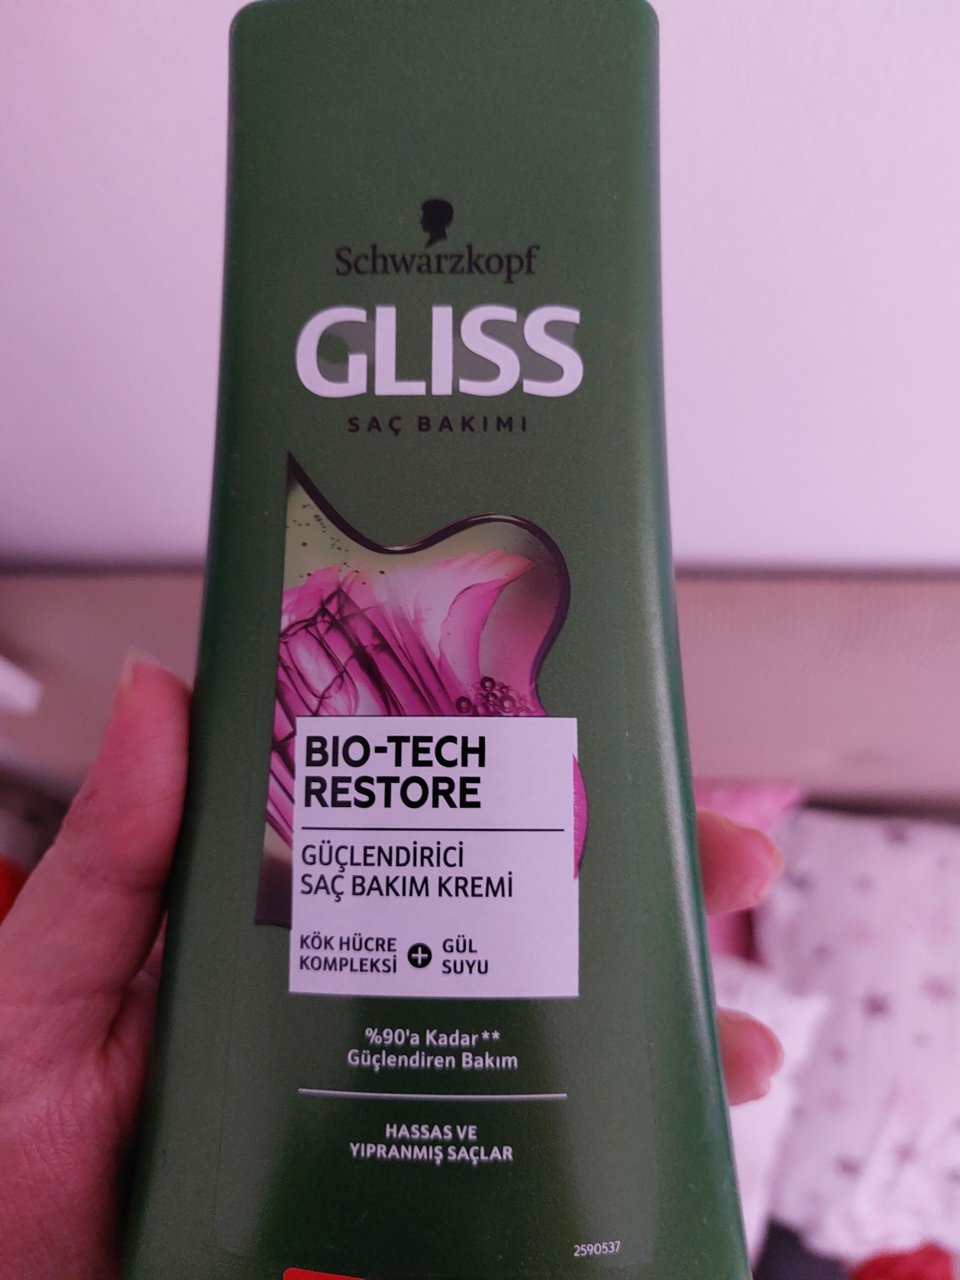 Schwarzkopf
GLISS
SAÇ BAKIMI
BIO-TECH
RESTORE
GÜÇLENDİRİCİ
SAÇ BAKIM KREMİ
KÖK HÜCRE
KOMPLEKSİ
+
GÜL
SUYU
%90'a Kadar**
Güçlendiren Bakım
HASSAS VE
YIPRANMIŞ SAÇLAR
2590537